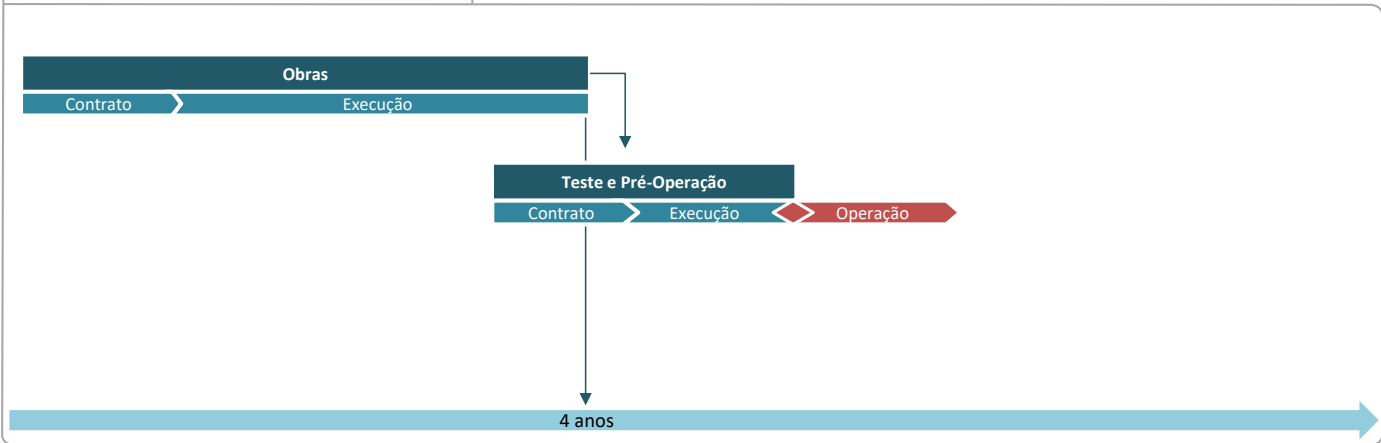 Obras
Contrato
Execução
Teste e Pré-Operação
Contrato
Execução
Operação
4 anos